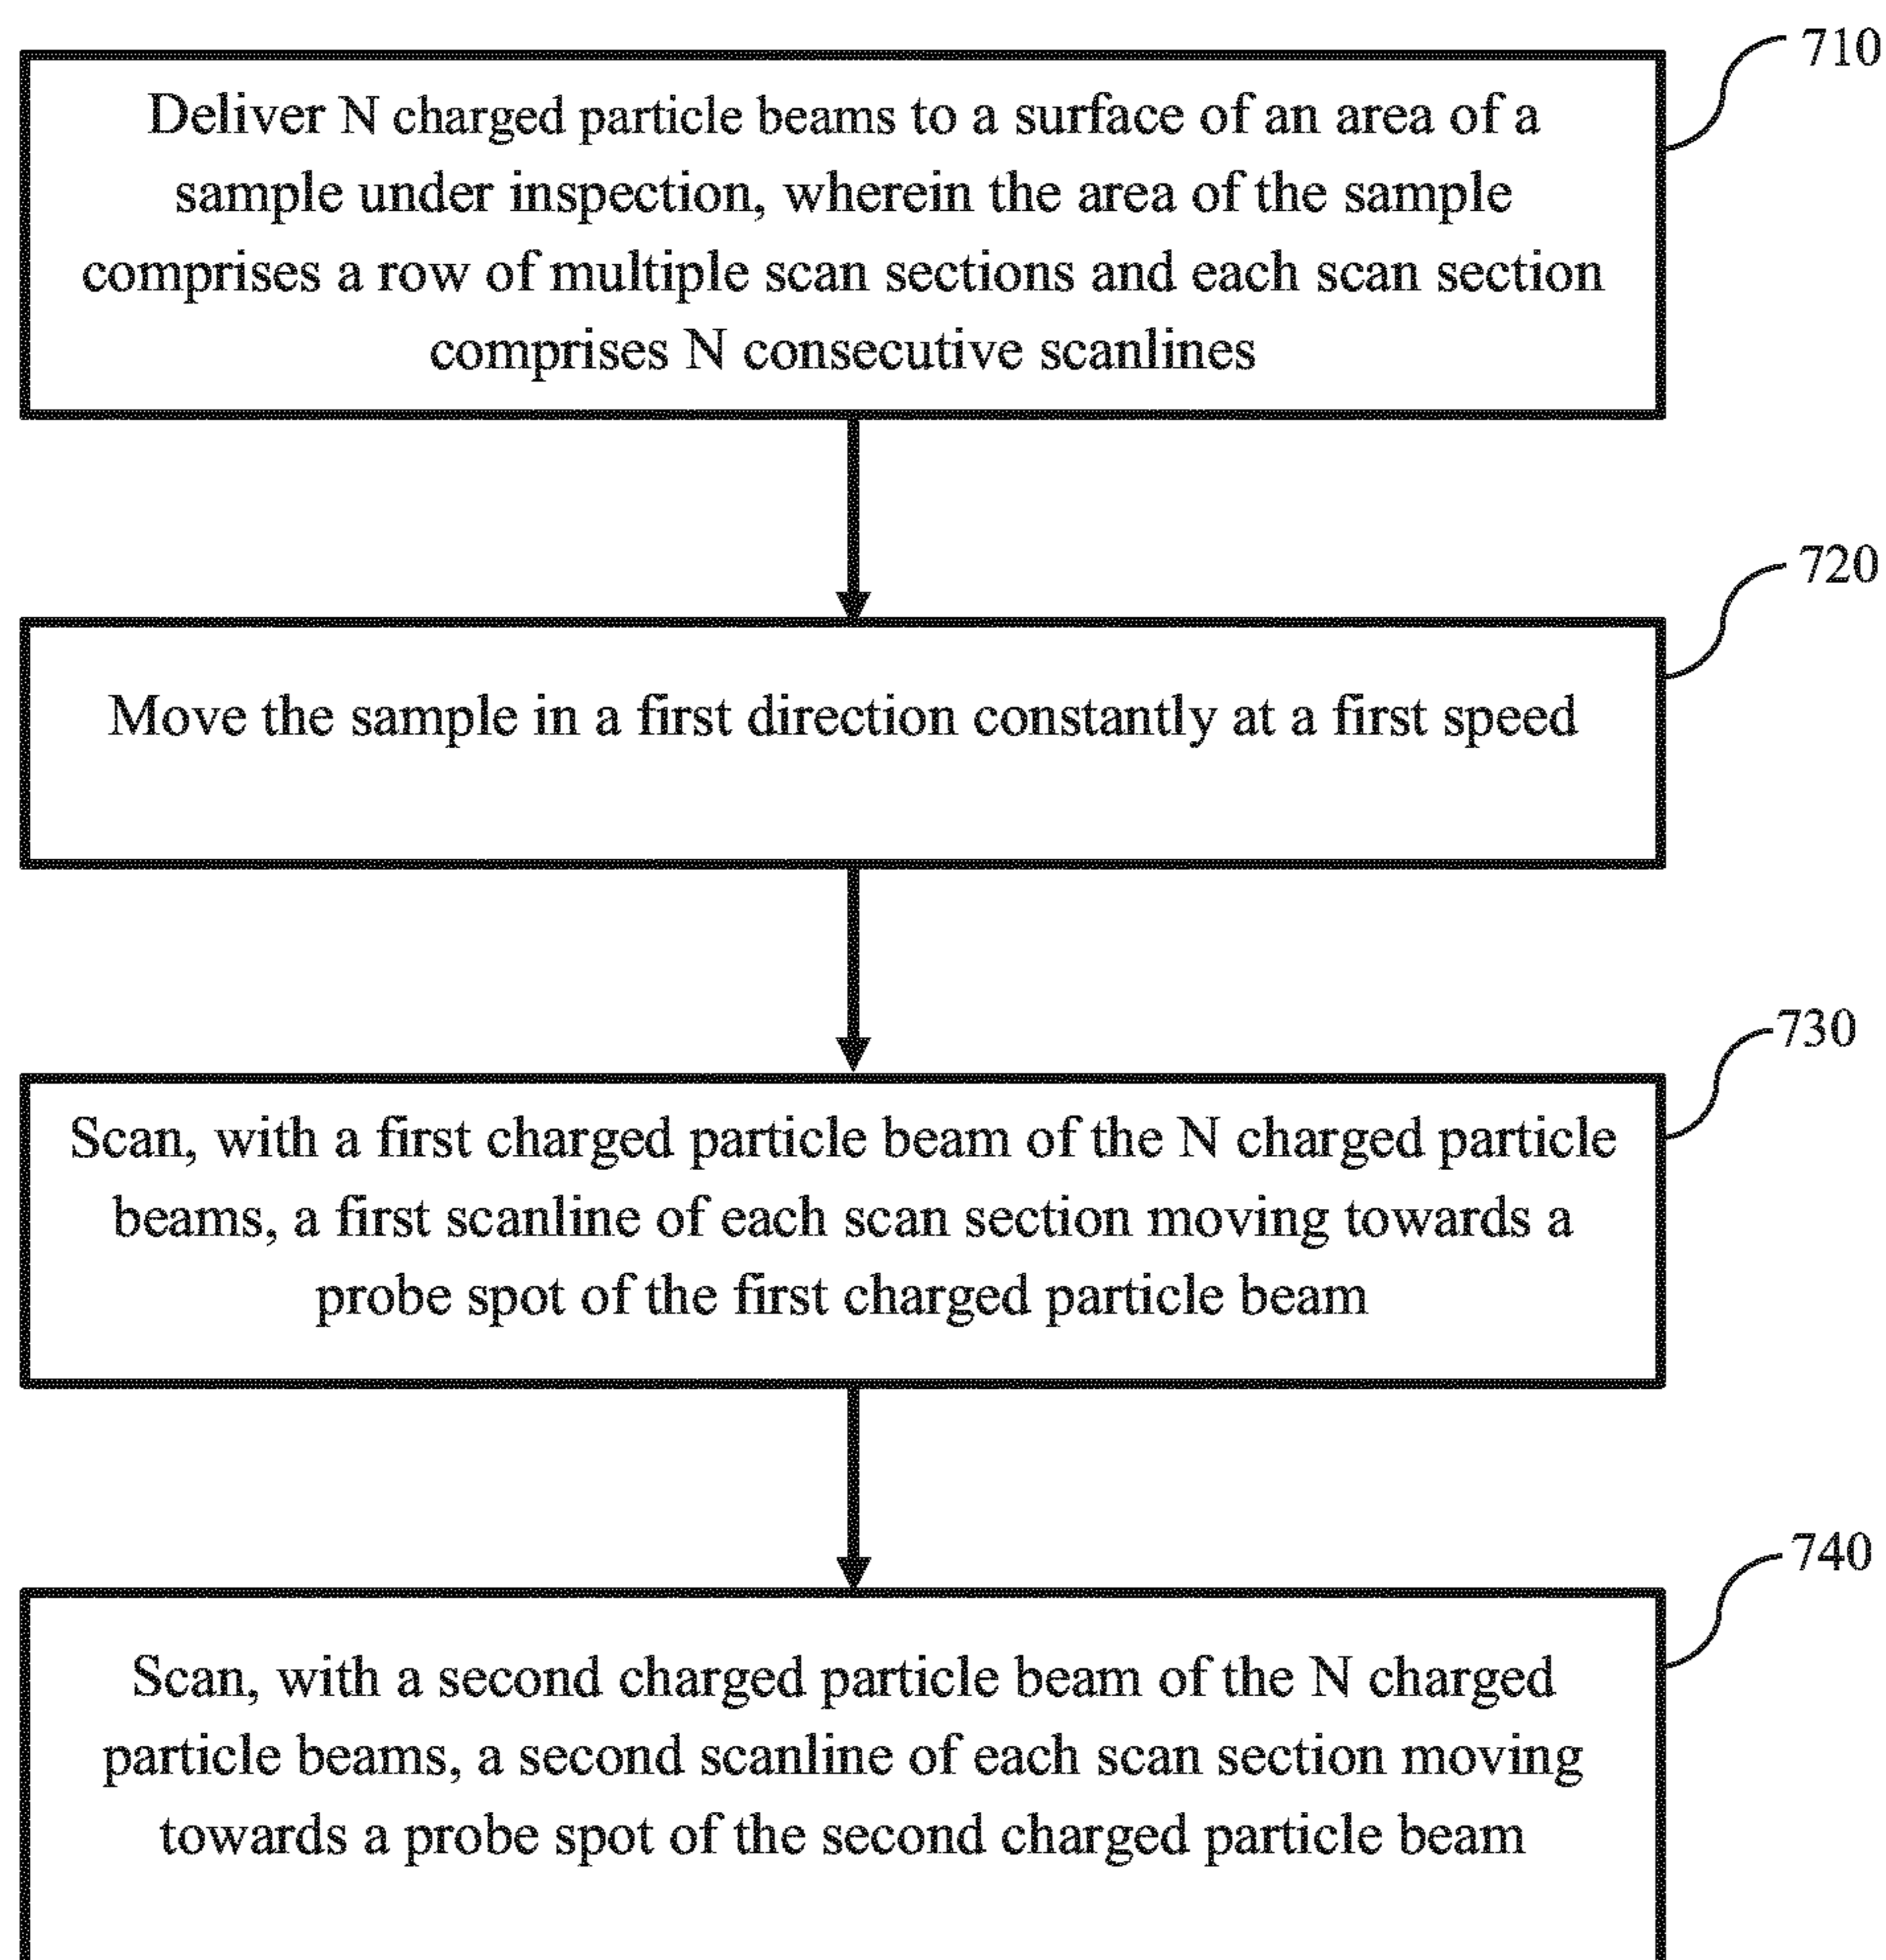 710
Deliver N charged particle beams to a surface of an area of a
sample under inspection, wherein the area of the sample
comprises a row of multiple scan sections and each scan section
comprises N consecutive scanlines
720
Move the sample in a first direction constantly at a first speed
730
Scan, with a first charged particle beam of the N charged particle
beams, a first scanline of each scan section moving towards a
probe spot of the first charged particle beam
740
Scan, with a second charged particle beam of the N charged
particle beams, a second scanline of each scan section moving
towards a probe spot of the second charged particle beam